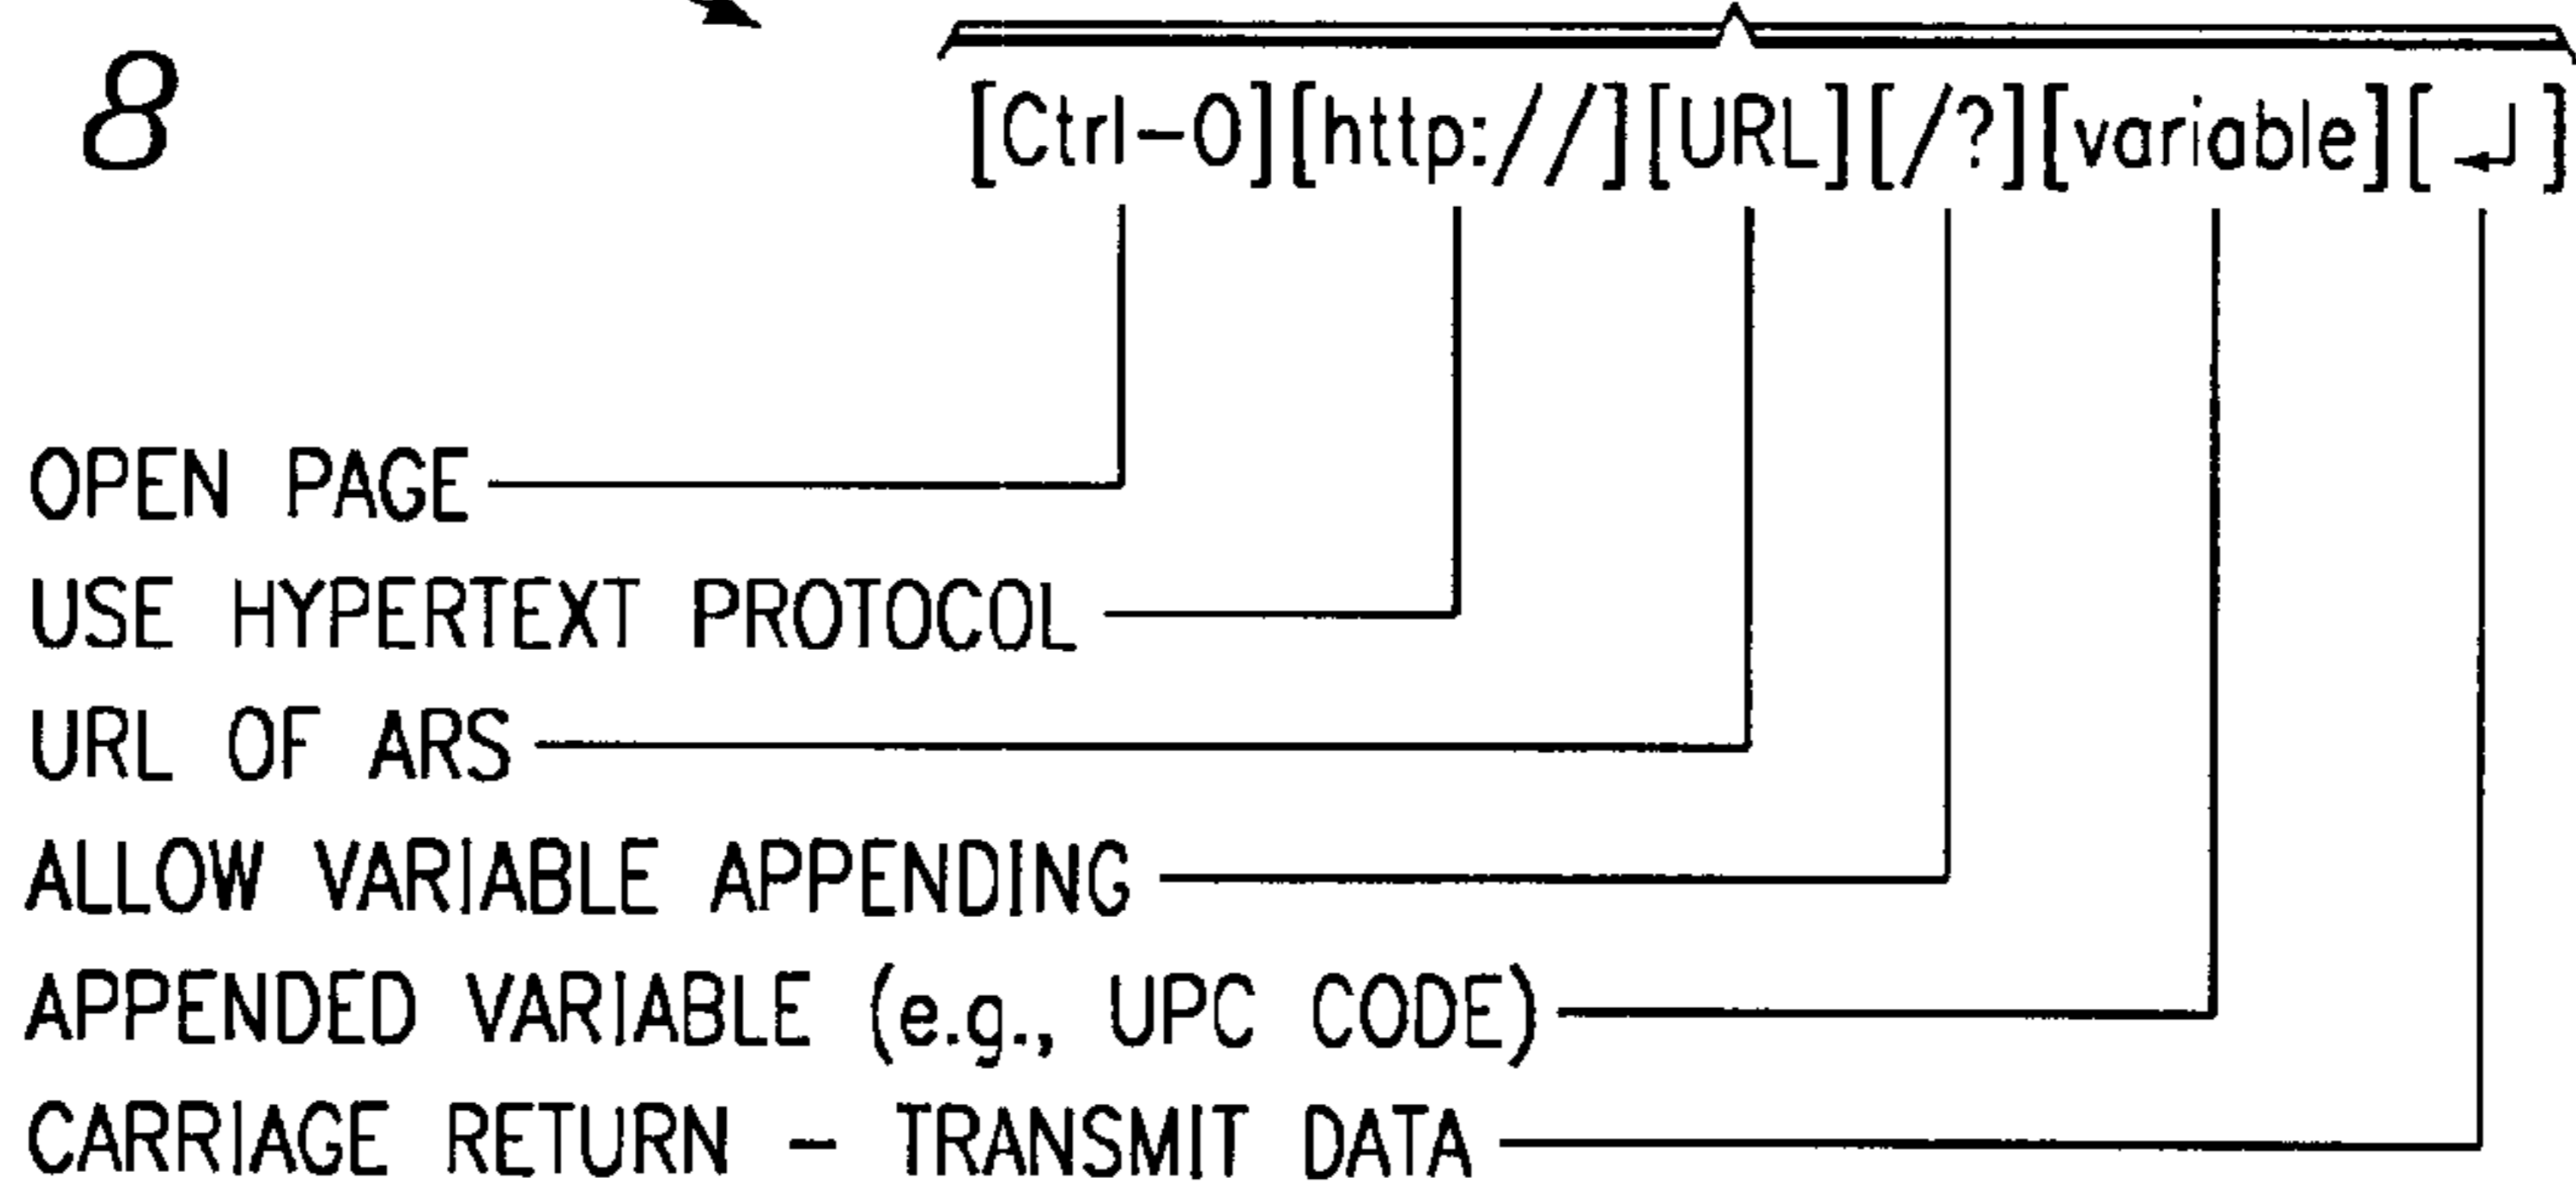 8
[Ctrl-O][http://][URL][/?][variable][↵]
OPEN PAGE
USE HYPERTEXT PROTOCOL
URL OF ARS
ALLOW VARIABLE APPENDING
APPENDED VARIABLE (e.g., UPC CODE)
CARRIAGE RETURN - TRANSMIT DATA